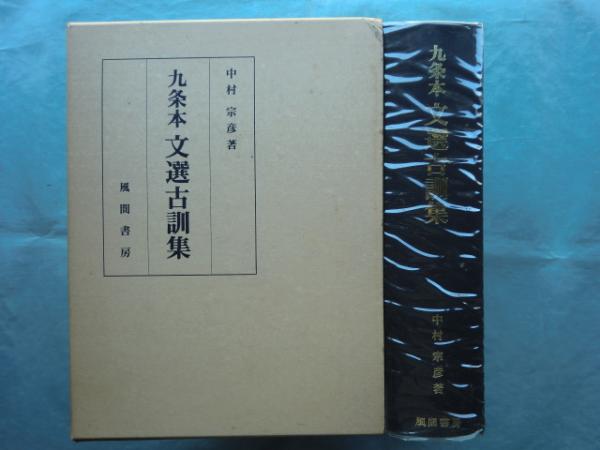 中村宗彦著
九条本文選古訓集
風間書房
九条本 文選古訓集
中村宗彦著
風間書房